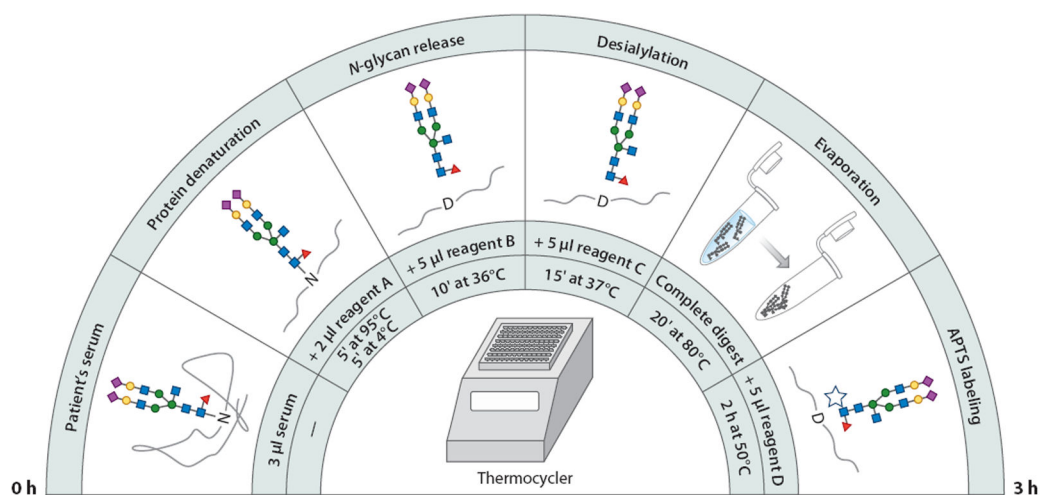 Patient's serum
Protein denaturation
N-glycan release
Desialylation
Evaporation
APTS labeling
N
N
D
D
D
3 µl serum
+ 2 µl reagent A
+ 5 µl reagent B
+ 5 µl reagent C
Complete digest
+ 5 µl reagent D
—
5' at 95°C
5' at 4°C
10' at 36°C
15' at 37°C
20' at 80°C
2 h at 50°C
Thermocycler
0 h
3 h